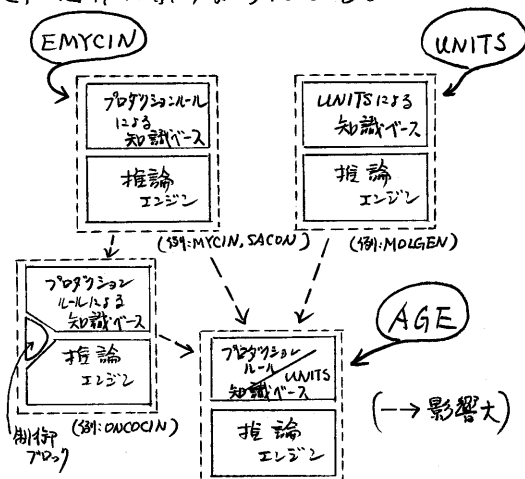 EMYCIN
UNITS
プロダクションルール
による
知識ベース
推論
エンジン
(例:MYCIN, SACON)
UNITSによる
知識ベース
推論
エンジン
(例:MOLGEN)
プロダクション
ルールによる
知識ベース
推論
エンジン
(例:ONCOCIN)
制御
ブロック
AGE
プロダクション
ルール
UNITS
知識ベース
推論
エンジン
(--→影響大)